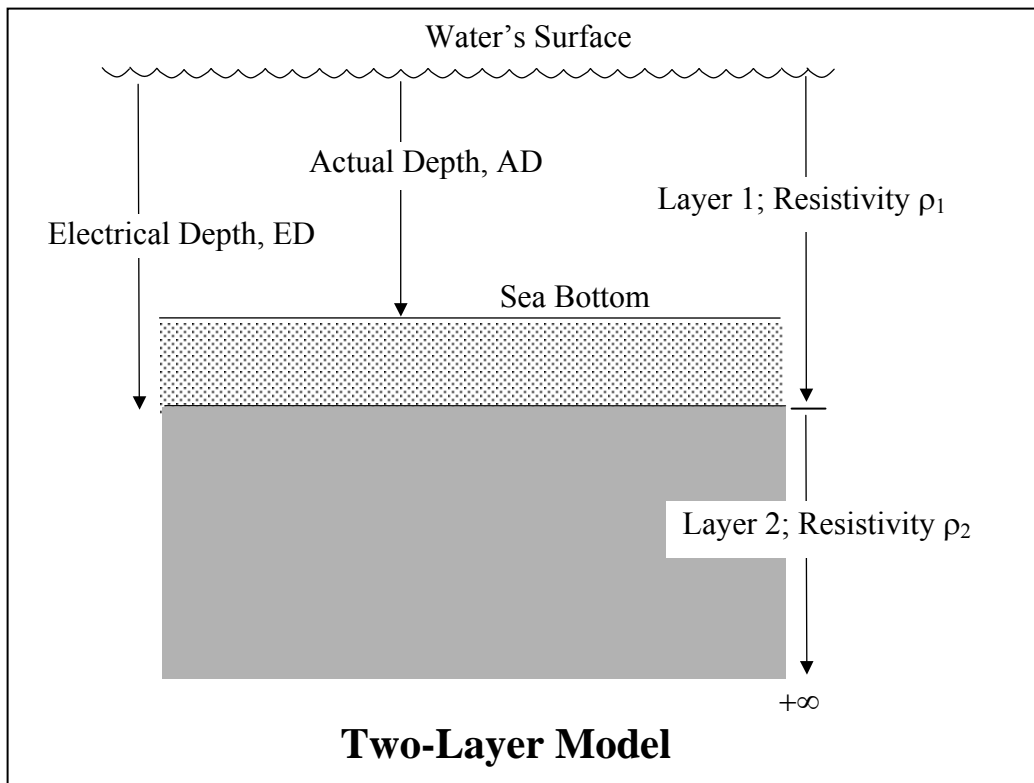 Water’s Surface
Actual Depth, AD
Layer 1; Resistivity ρ₁
Electrical Depth, ED
Sea Bottom
Layer 2; Resistivity ρ₂
+∞
Two-Layer Model